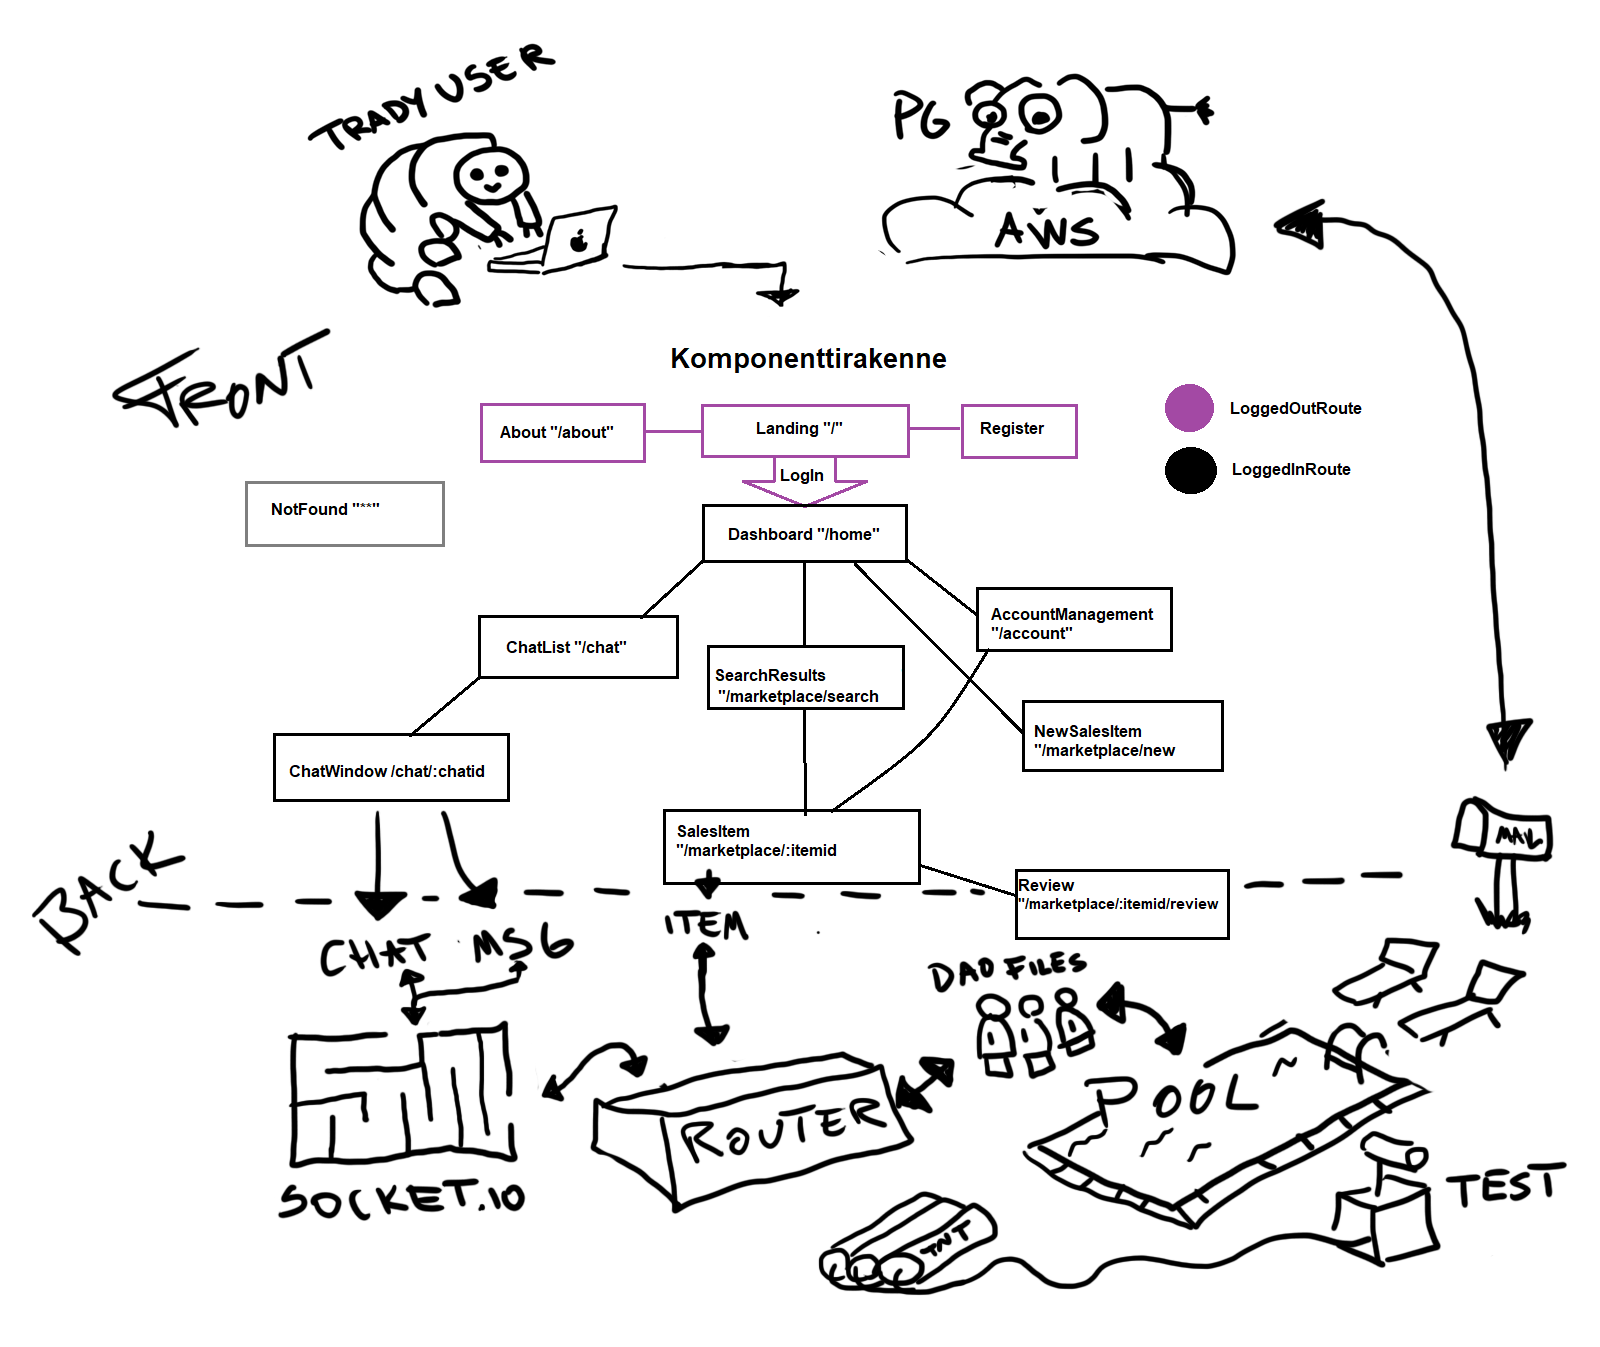 TRADY USER
PG
AWS
FRONT
Komponenttirakenne
About "/about"
Landing "/"
Register
LoggedOutRoute
LogIn
LoggedInRoute
NotFound "**"
Dashboard "/home"
AccountManagement
"/account"
ChatList "/chat"
SearchResults
"/marketplace/search
NewSalesItem
"/marketplace/new
ChatWindow /chat/:chatid
SalesItem
"/marketplace/:itemid
MAIL
BACK
Review
"/marketplace/:itemid/review
CHAT MSG
ITEM
DAO FILES
POOL
ROUTER
SOCKET.IO
TEST
TNT